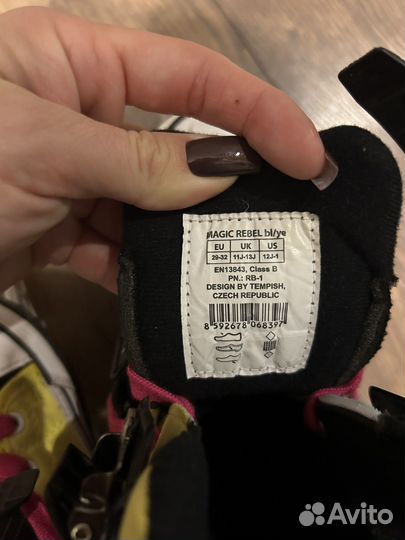 MAGIC REBEL bl/ye
EU UK US
29-32 11J-13J 12J-1
EN13843, Class B
PN.: RB-1
DESIGN BY TEMPISH,
CZECH REPUBLIC
8 592678 068397
Avito